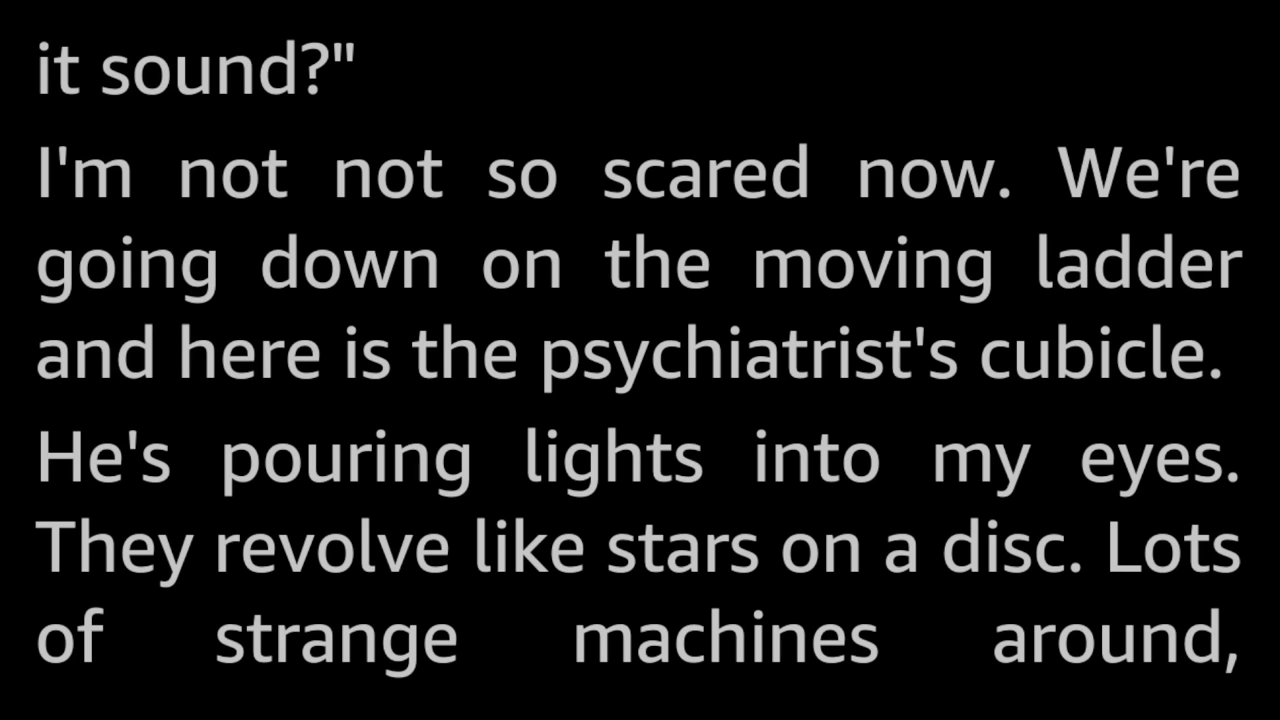 it sound?"
I'm not not so scared now. We're
going down on the moving ladder
and here is the psychiatrist's cubicle.
He's pouring lights into my eyes.
They revolve like stars on a disc. Lots
of strange machines around,